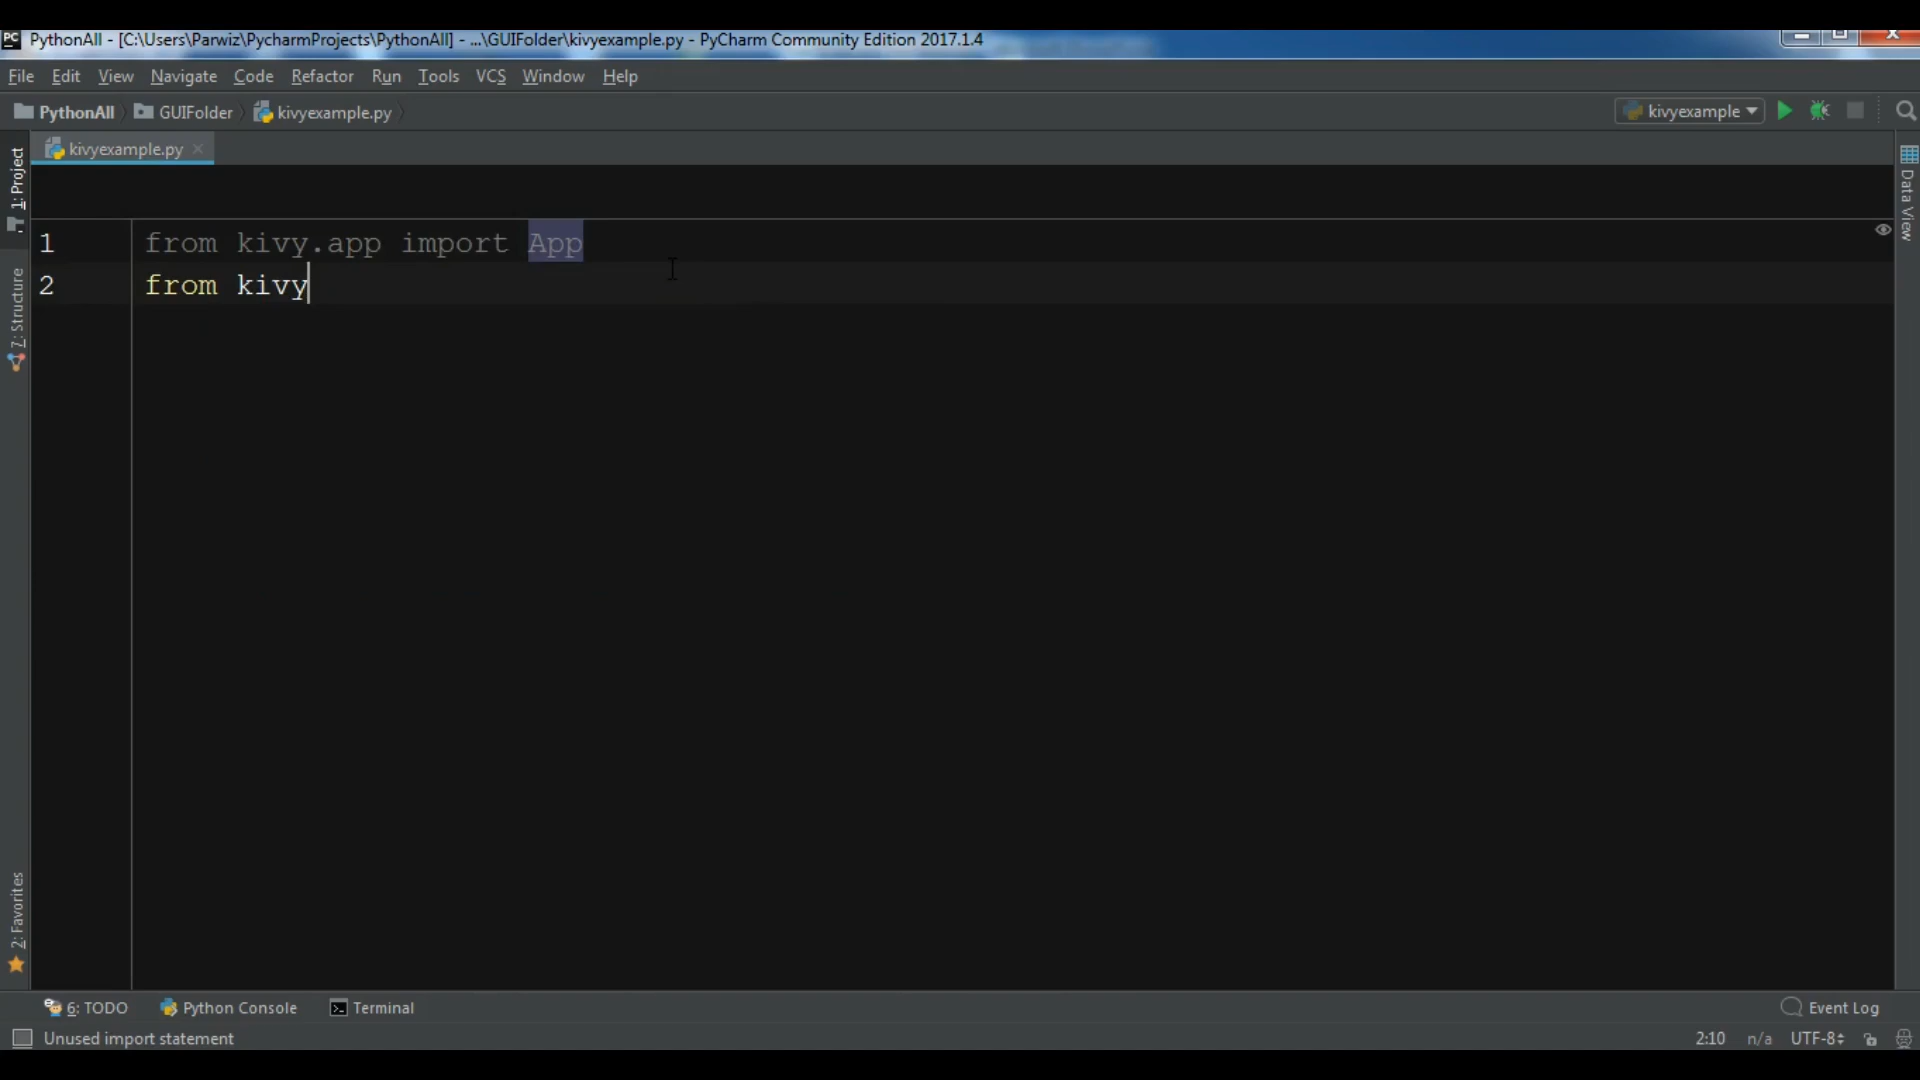 PC PythonAll - [C:\Users\Parwiz\PycharmProjects\PythonAll] - ...\GUIFolder\kivyexample.py - PyCharm Community Edition 2017.1.4
File Edit View Navigate Code Refactor Run Tools VCS Window Help
PythonAll GUIFolder kivyexample.py kivyexample
kivyexample.py
1: Project
7: Structure
2: Favorites
Data View
1 from kivy.app import App
2 from kivy
6: TODO Python Console Terminal Event Log
Unused import statement 2:10 n/a UTF-8